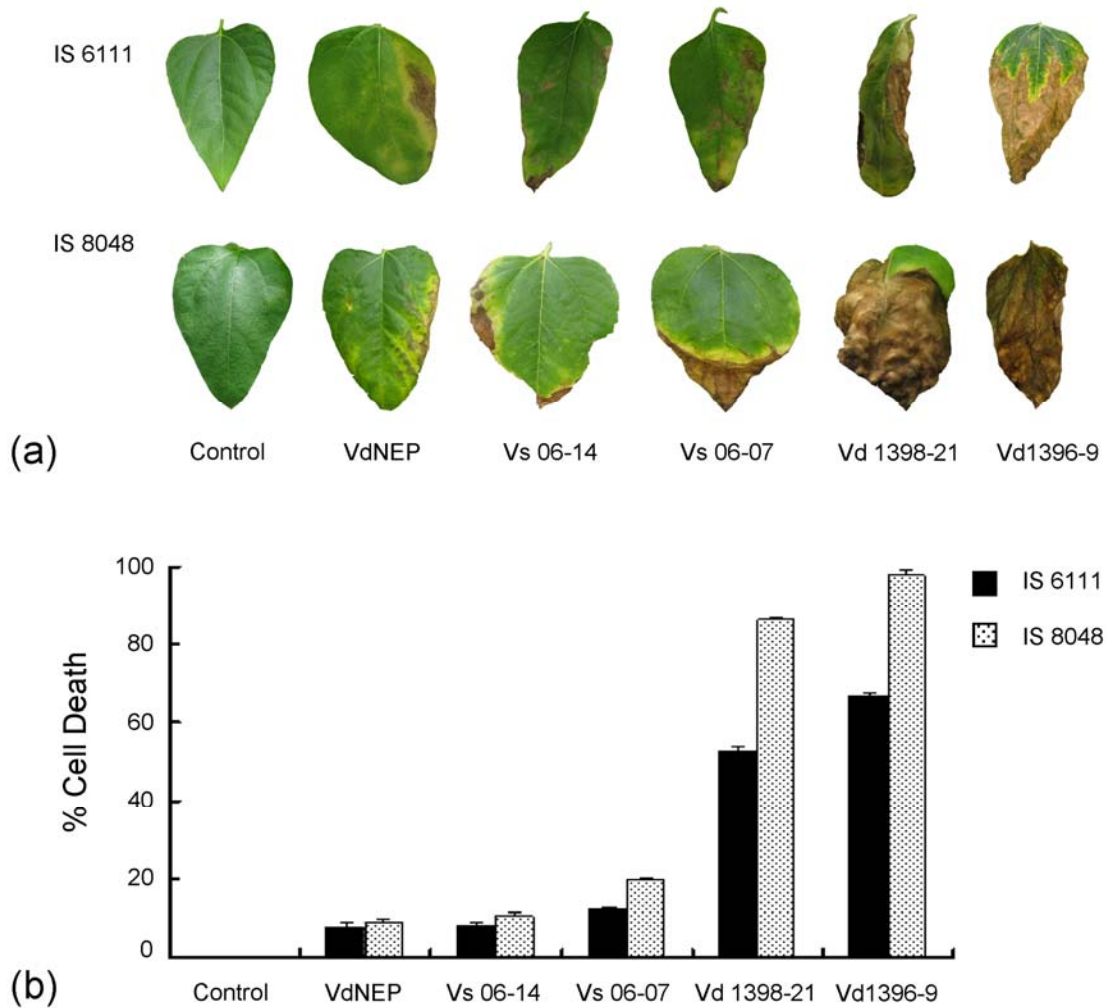 IS 6111
IS 8048
(a)
Control VdNEP Vs 06-14 Vs 06-07 Vd 1398-21 Vd1396-9
100
80
60
40
20
0
% Cell Death
IS 6111
IS 8048
(b)
Control VdNEP Vs 06-14 Vs 06-07 Vd 1398-21 Vd1396-9